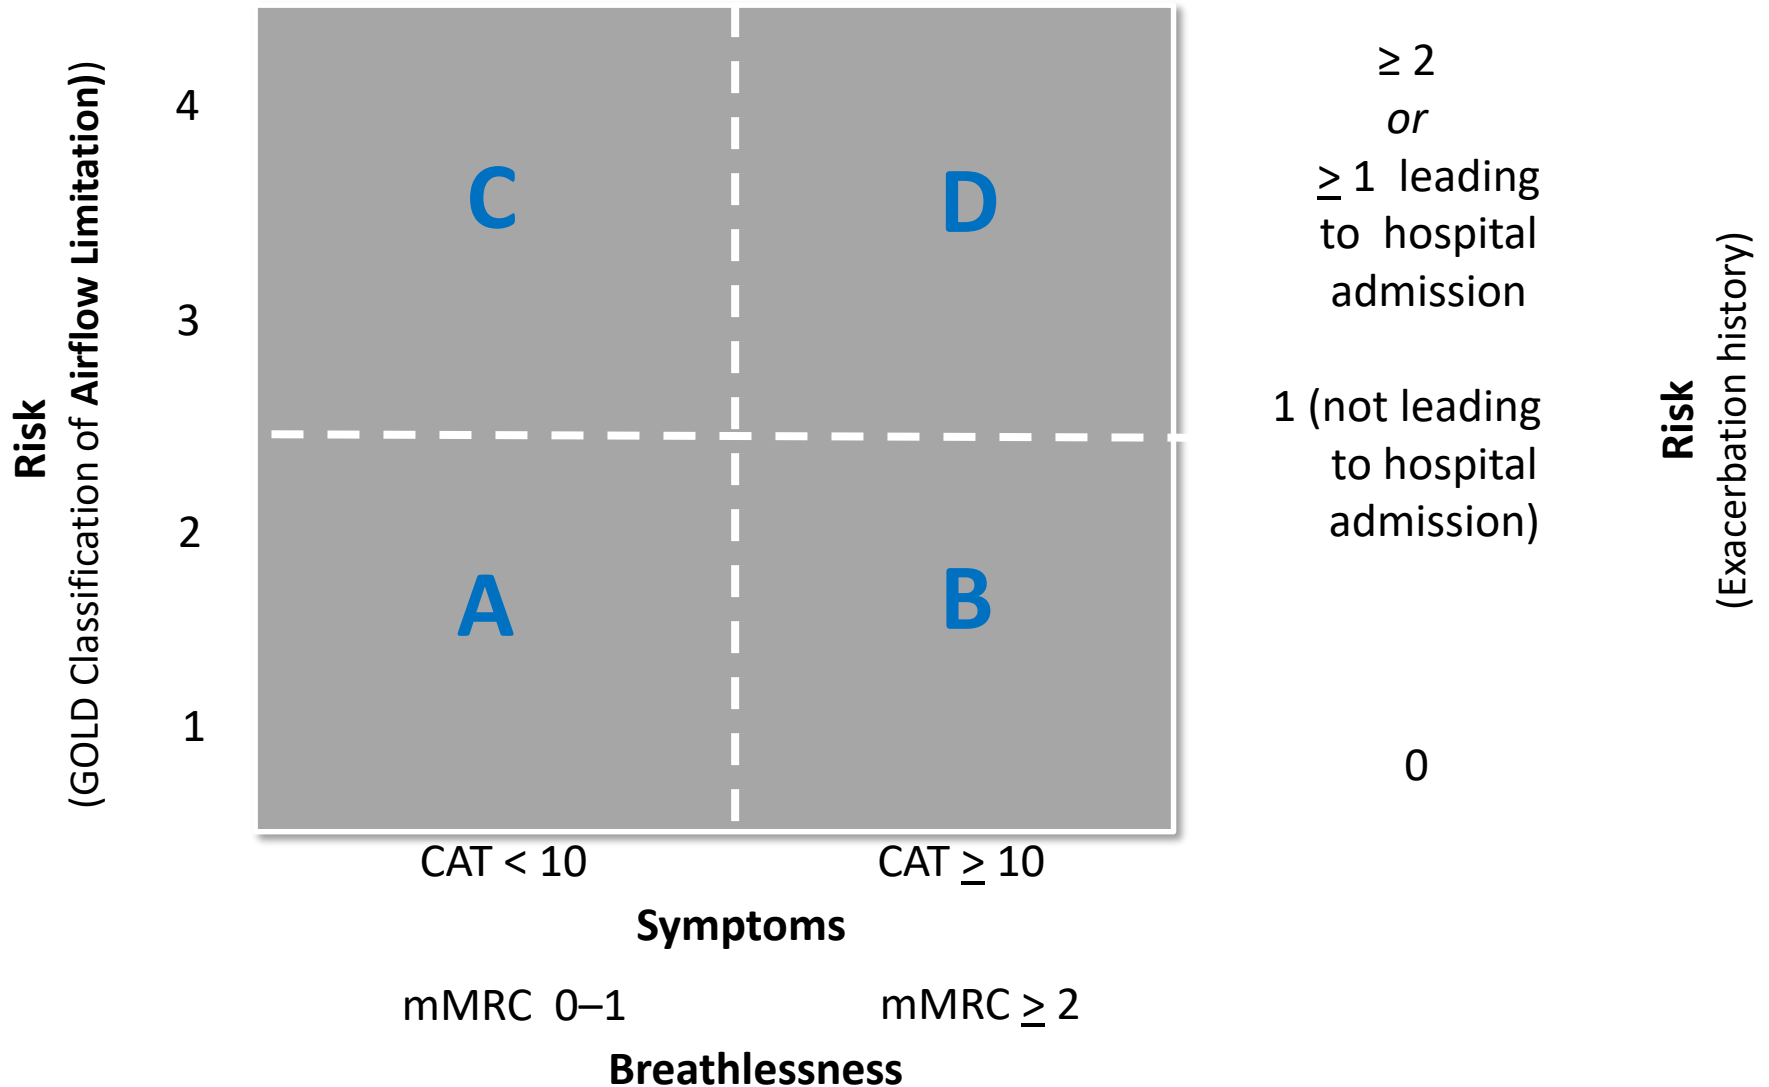 Risk
(GOLD Classification of Airflow Limitation))
4
3
2
1
C
D
A
B
≥ 2
or
≥ 1 leading
to hospital
admission
1 (not leading
to hospital
admission)
0
Risk
(Exacerbation history)
CAT < 10
CAT ≥ 10
Symptoms
mMRC 0–1
mMRC ≥ 2
Breathlessness